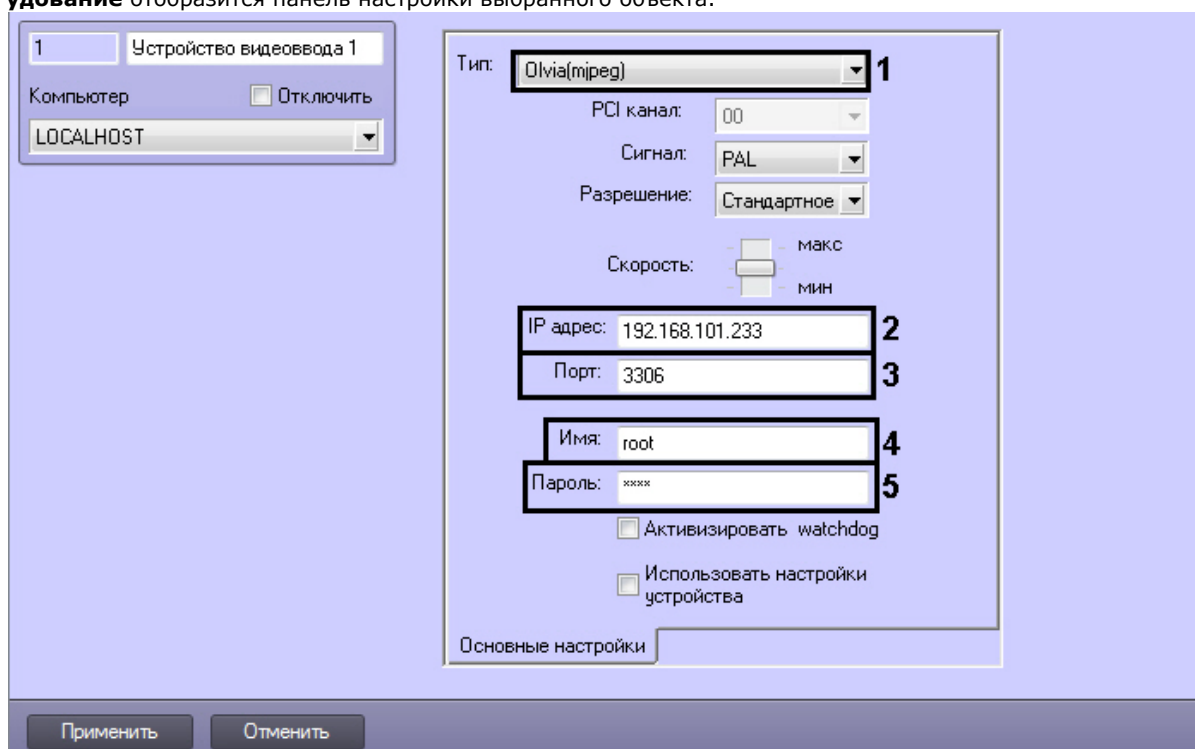 удование отобразится панель настройки выбранного объекта.
1 Устройство видеоввода 1
Компьютер Отключить
LOCALHOST
Тип: Olvia(mjpeg) 1
PCI канал: 00
Сигнал: PAL
Разрешение: Стандартное
макс
Скорость:
мин
IP адрес: 192.168.101.233 2
Порт: 3306 3
Имя: root 4
Пароль: **** 5
Активизировать watchdog
Использовать настройки
устройства
Основные настройки
Применить Отменить